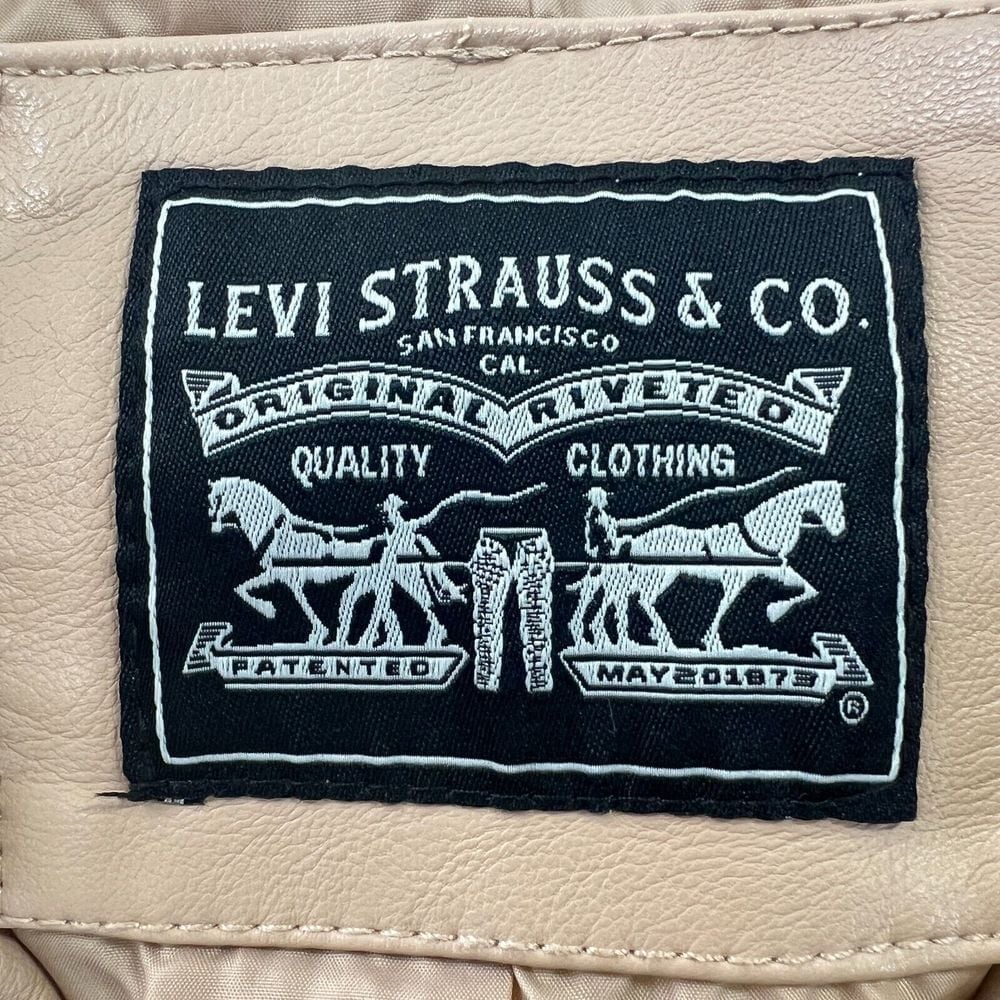 LEVI STRAUSS & CO.
SAN FRANCISCO
CAL.
ORIGINAL RIVETED
QUALITY CLOTHING
PATENTED MAY 20 1873
®